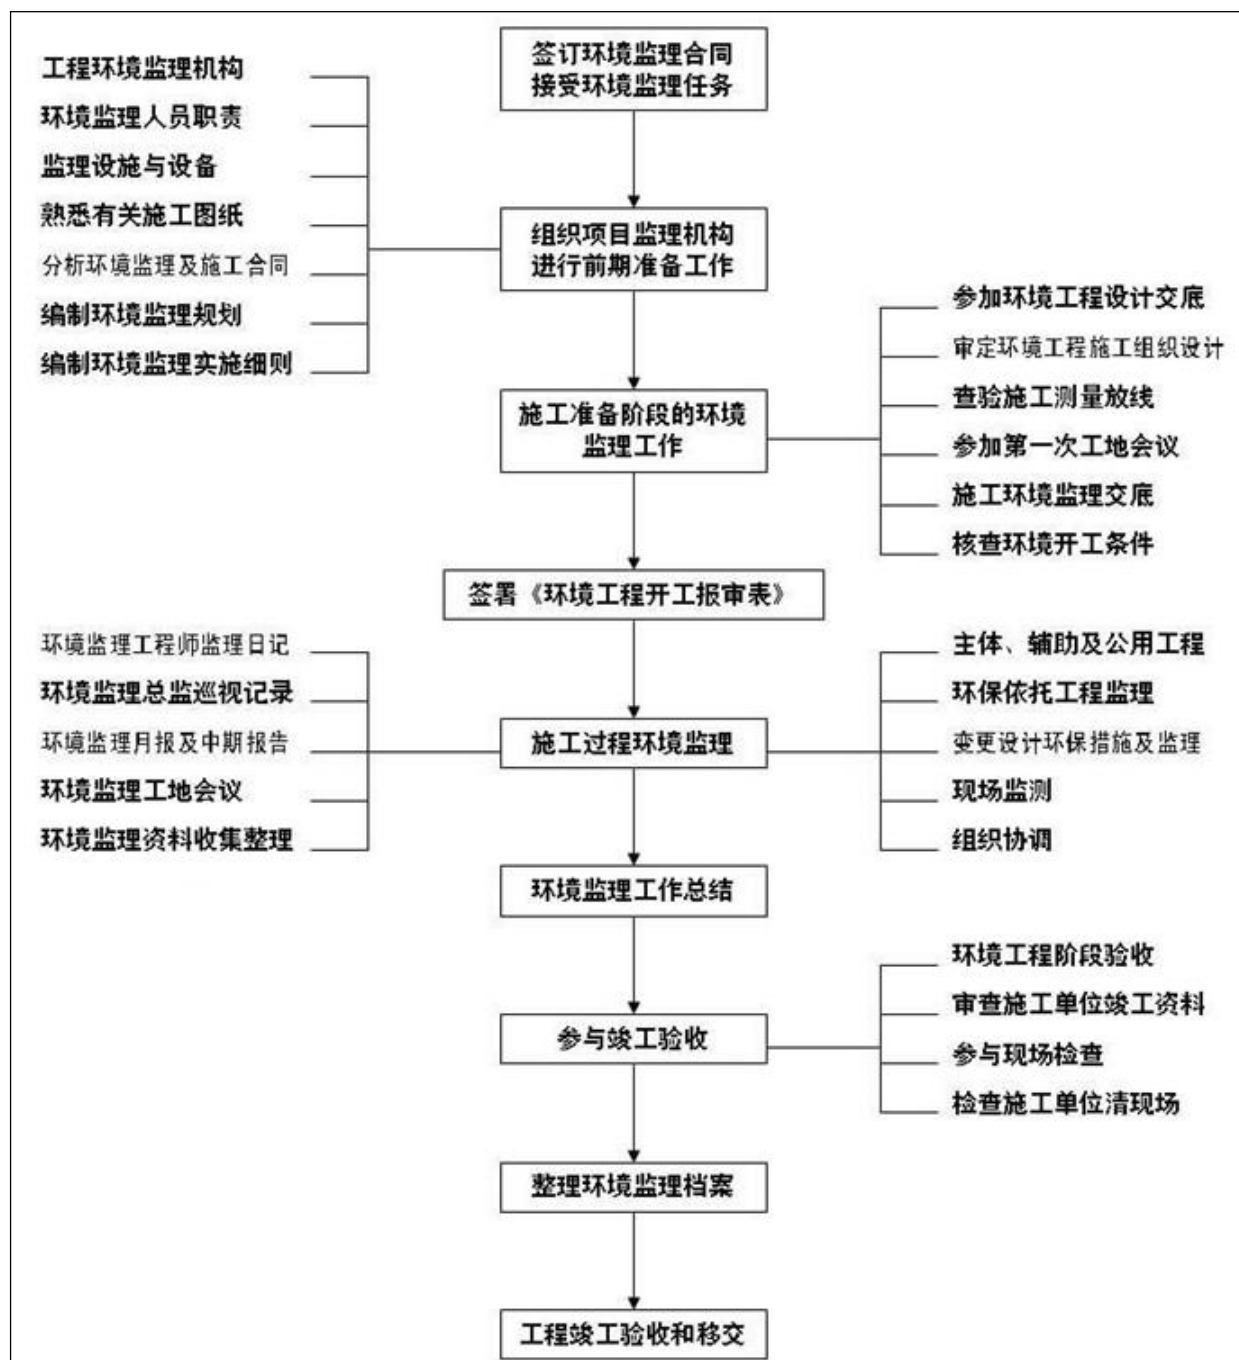 签订环境监理合同
接受环境监理任务
工程环境监理机构
环境监理人员职责
监理设施与设备
熟悉有关施工图纸
分析环境监理及施工合同
编制环境监理规划
编制环境监理实施细则
组织项目监理机构
进行前期准备工作
施工准备阶段的环境
监理工作
参加环境工程设计交底
审定环境工程施工组织设计
查验施工测量放线
参加第一次工地会议
施工环境监理交底
核查环境开工条件
签署《环境工程开工报审表》
环境监理工程师监理日记
环境监理总监巡视记录
环境监理月报及中期报告
环境监理工地会议
环境监理资料收集整理
施工过程环境监理
主体、辅助及公用工程
环保依托工程监理
变更设计环保措施及监理
现场监测
组织协调
环境监理工作总结
参与竣工验收
环境工程阶段验收
审查施工单位竣工资料
参与现场检查
检查施工单位清现场
整理环境监理档案
工程竣工验收和移交